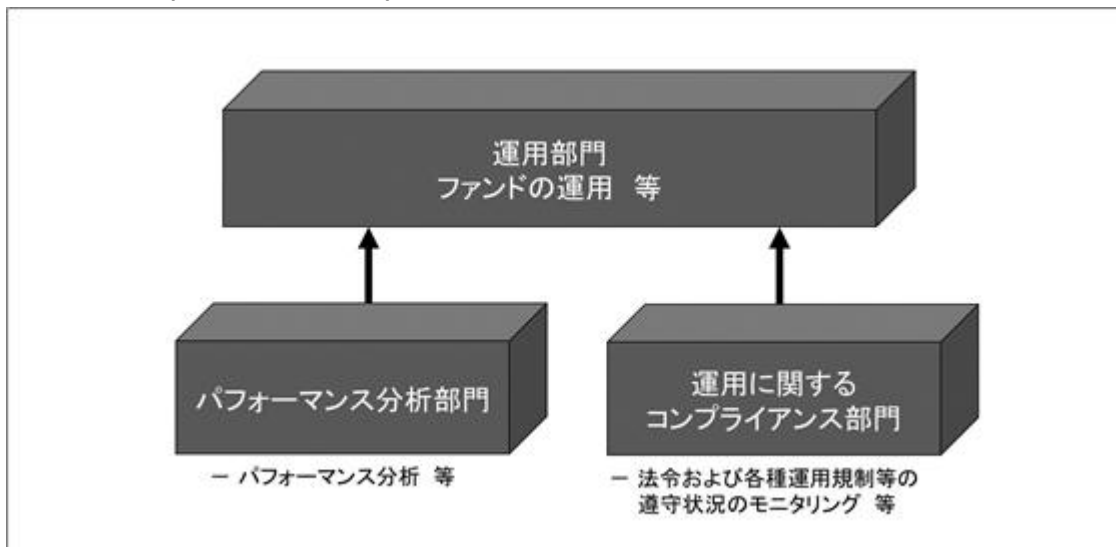 運用部門
ファンドの運用 等
パフォーマンス分析部門
－ パフォーマンス分析 等
運用に関する
コンプライアンス部門
－ 法令および各種運用規制等の
遵守状況のモニタリング 等